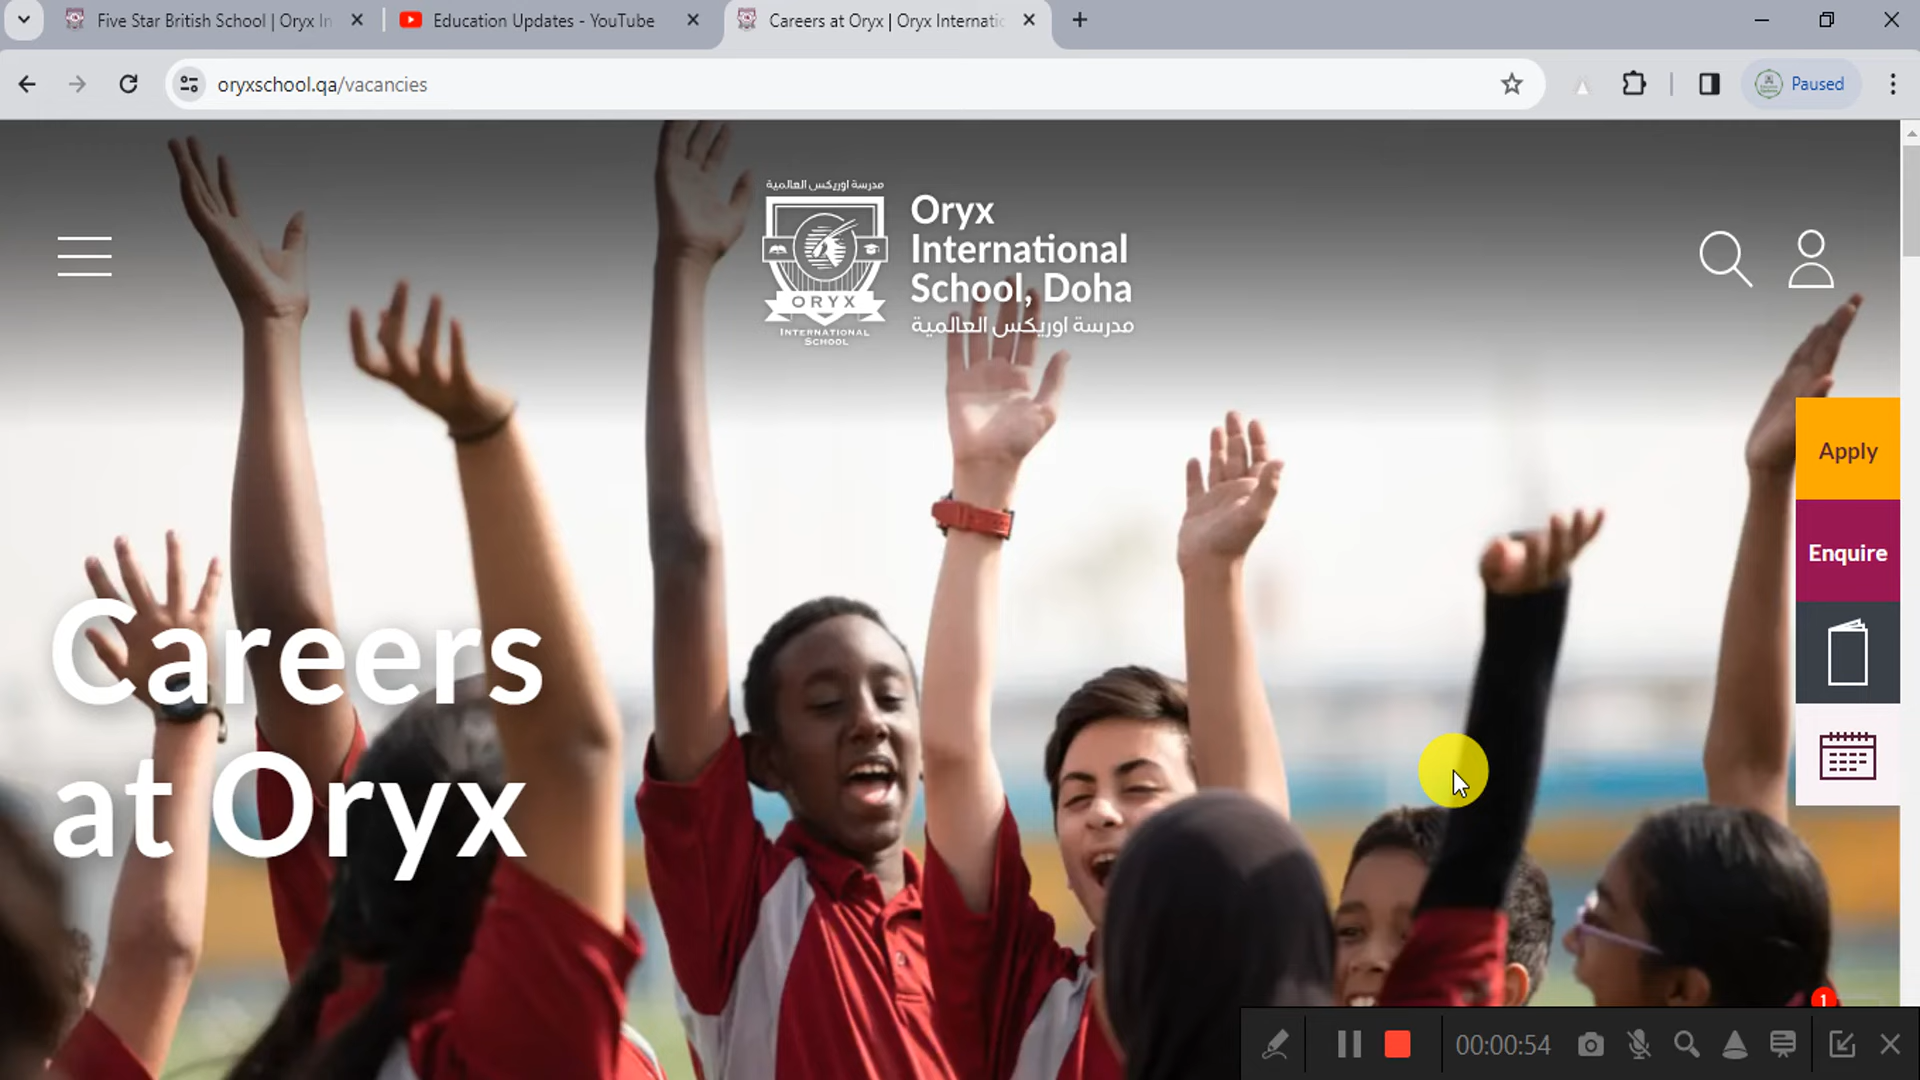 Five Star British School | Oryx In
Education Updates - YouTube
Careers at Oryx | Oryx Internatio
oryxschool.qa/vacancies
Paused
مدرسة اوريكس العالمية
ORYX
INTERNATIONAL
SCHOOL
Oryx
International
School, Doha
مدرسة اوريكس العالمية
Apply
Enquire
Careers
at Oryx
1
00:00:54